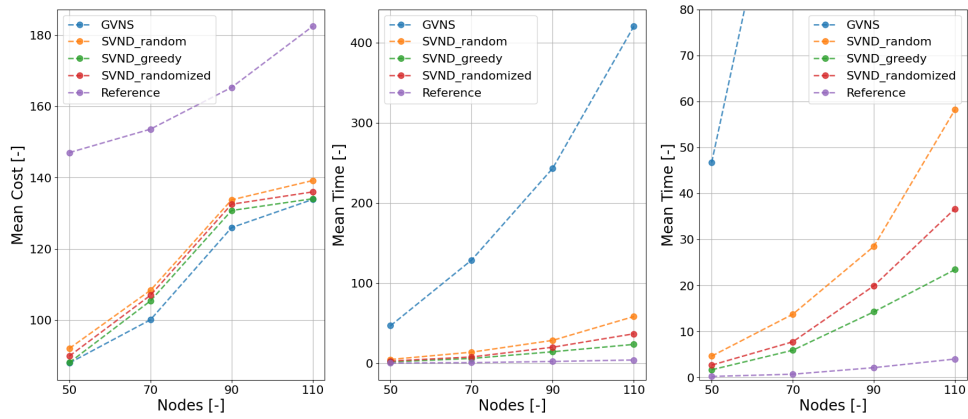 GVNS
SVND_random
SVND_greedy
SVND_randomized
Reference
180
160
140
120
100
Mean Cost [-]
50
70
90
110
Nodes [-]
GVNS
SVND_random
SVND_greedy
SVND_randomized
Reference
400
300
200
100
0
Mean Time [-]
50
70
90
110
Nodes [-]
GVNS
SVND_random
SVND_greedy
SVND_randomized
Reference
80
70
60
50
40
30
20
10
0
Mean Time [-]
50
70
90
110
Nodes [-]